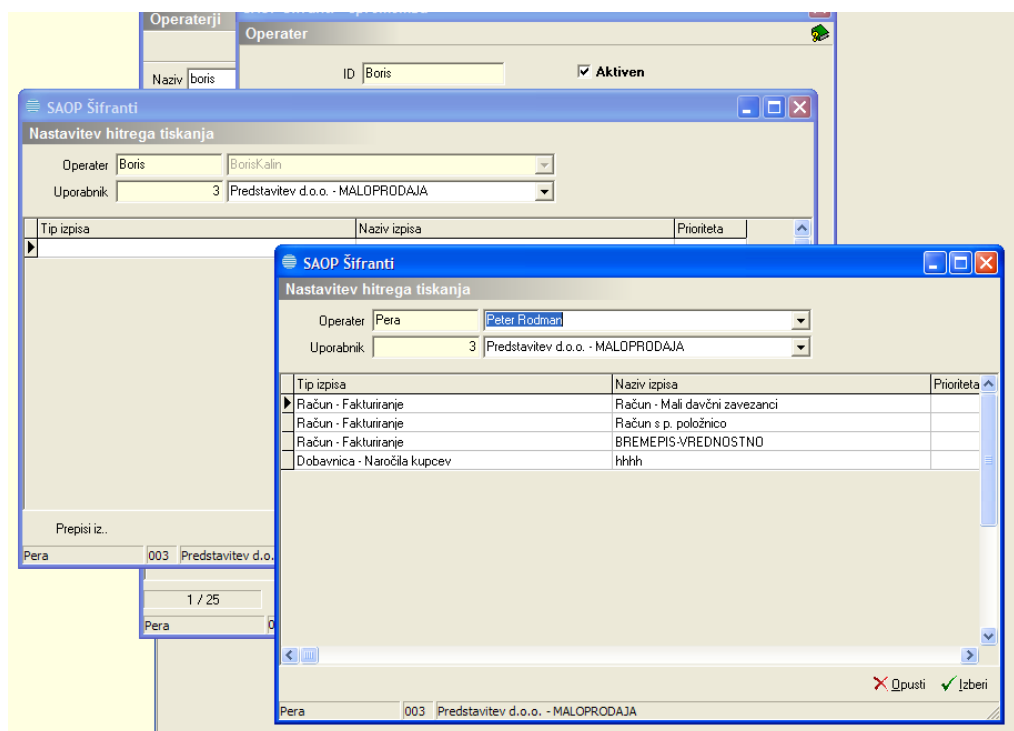 Operaterji
Operater
ID Boris Aktiven
Naziv boris
SAOP Šifranti
Nastavitev hitrega tiskanja
Operater Boris BorisKalin
Uporabnik 3 Predstavitev d.o.o. - MALOPRODAJA
Tip izpisa Naziv izpisa Prioriteta
SAOP Šifranti
Nastavitev hitrega tiskanja
Operater Pera Peter Rodman
Uporabnik 3 Predstavitev d.o.o. - MALOPRODAJA
Tip izpisa Naziv izpisa Prioriteta
Račun - Fakturiranje Račun - Mali davčni zavezanci
Račun - Fakturiranje Račun s p. položnico
Račun - Fakturiranje BREMEPIS-VREDNOSTNO
Dobavnica - Naročila kupcev hhhh
Prepisi iz..
Pera 003 Predstavitev d.o.
1 / 25
Pera 0
Opusti Izberi
Pera 003 Predstavitev d.o.o. - MALOPRODAJA